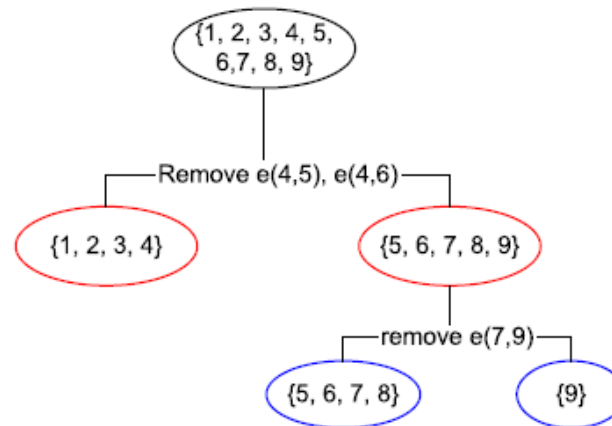 {1, 2, 3, 4, 5,
6,7, 8, 9}
Remove e(4,5), e(4,6)
{1, 2, 3, 4}
{5, 6, 7, 8, 9}
remove e(7,9)
{5, 6, 7, 8}
{9}